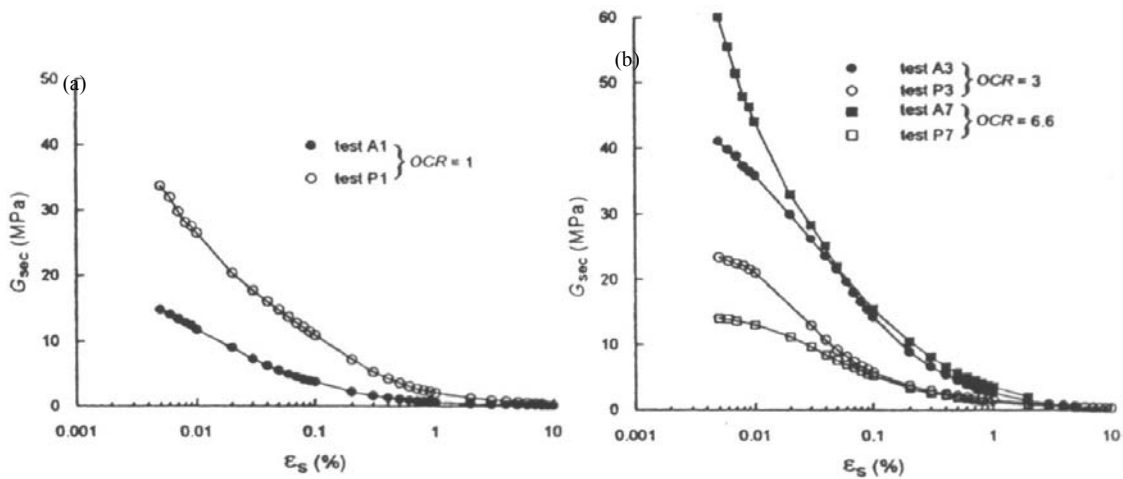 (a)
50
40
30
20
10
0
G_sec (MPa)
test A1
test P1
OCR = 1
0.001 0.01 0.1 1 10
ε_s (%)
(b)
60
50
40
30
20
10
0
G_sec (MPa)
test A3
test P3
OCR = 3
test A7
test P7
OCR = 6.6
0.001 0.01 0.1 1 10
ε_s (%)